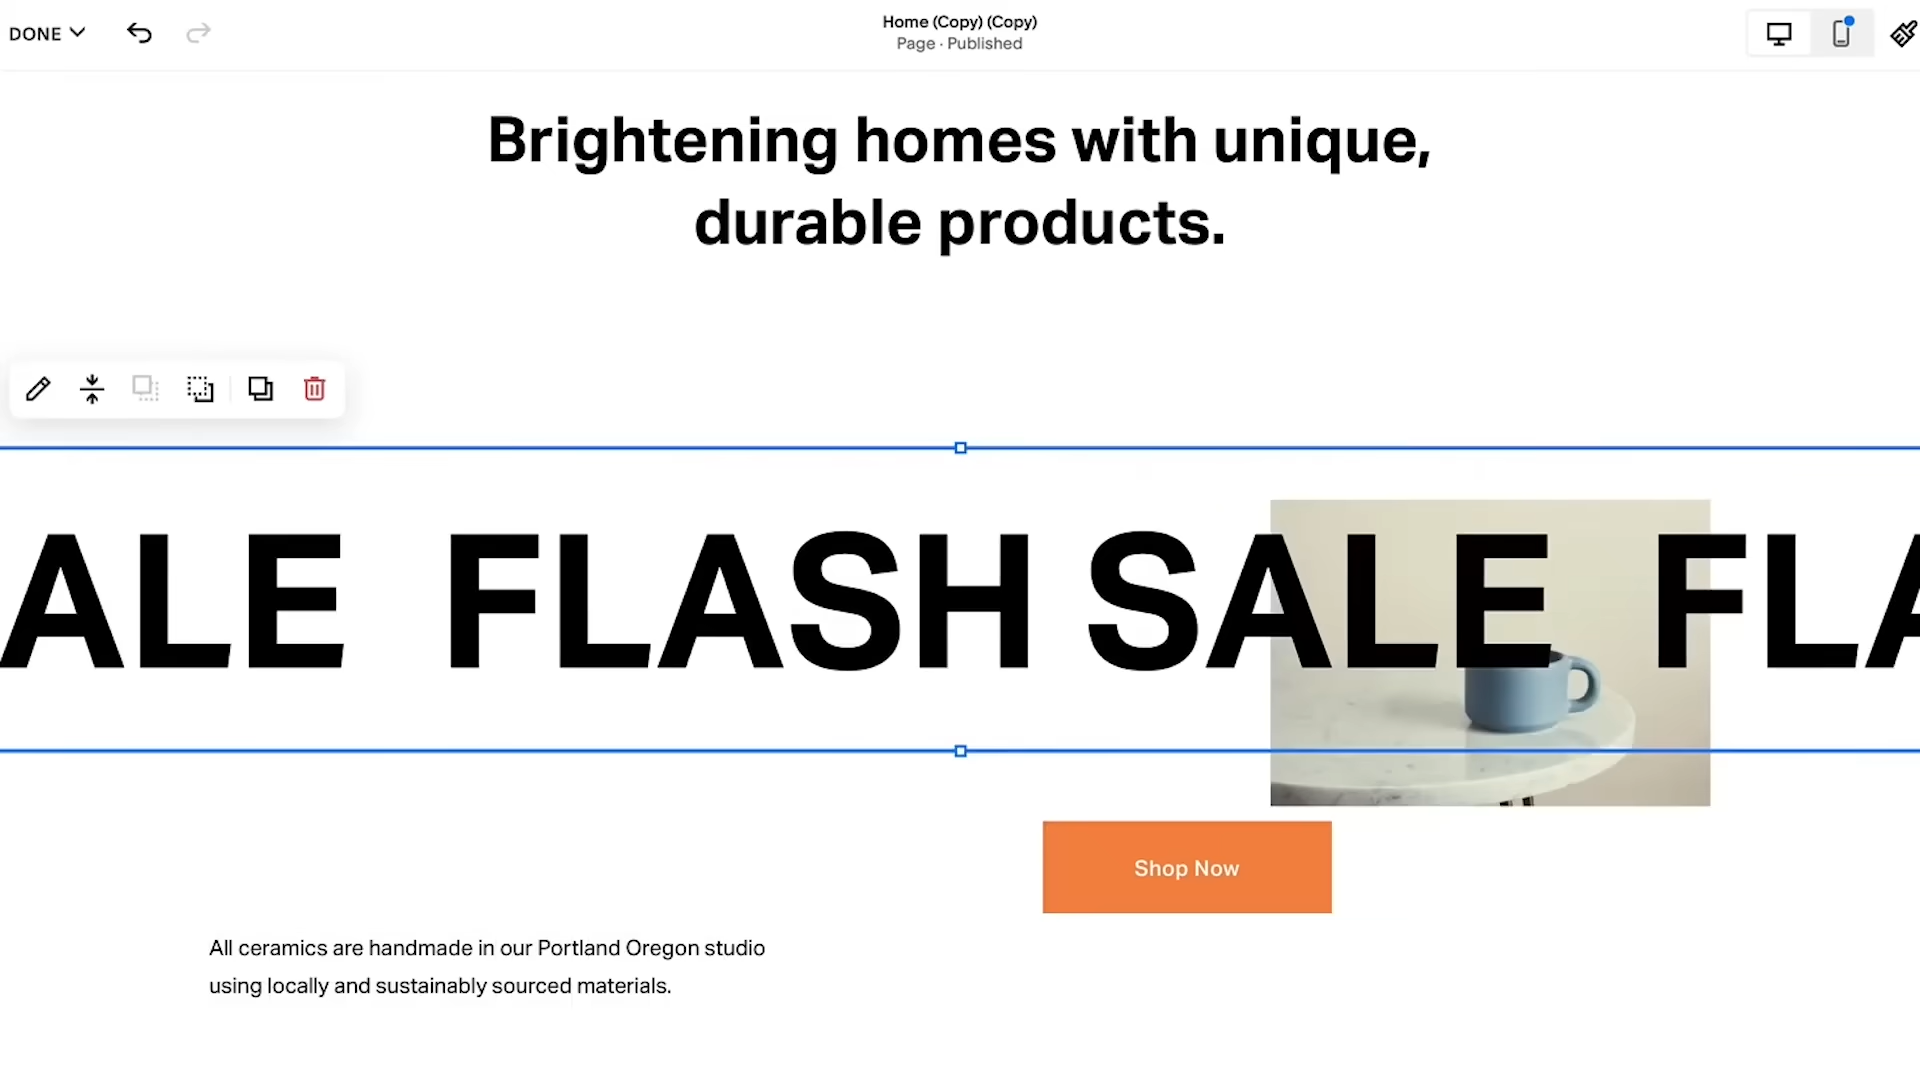 DONE
Home (Copy) (Copy)
Page · Published
Brightening homes with unique,
durable products.
ALE FLASH SALE FLA
Shop Now
All ceramics are handmade in our Portland Oregon studio
using locally and sustainably sourced materials.